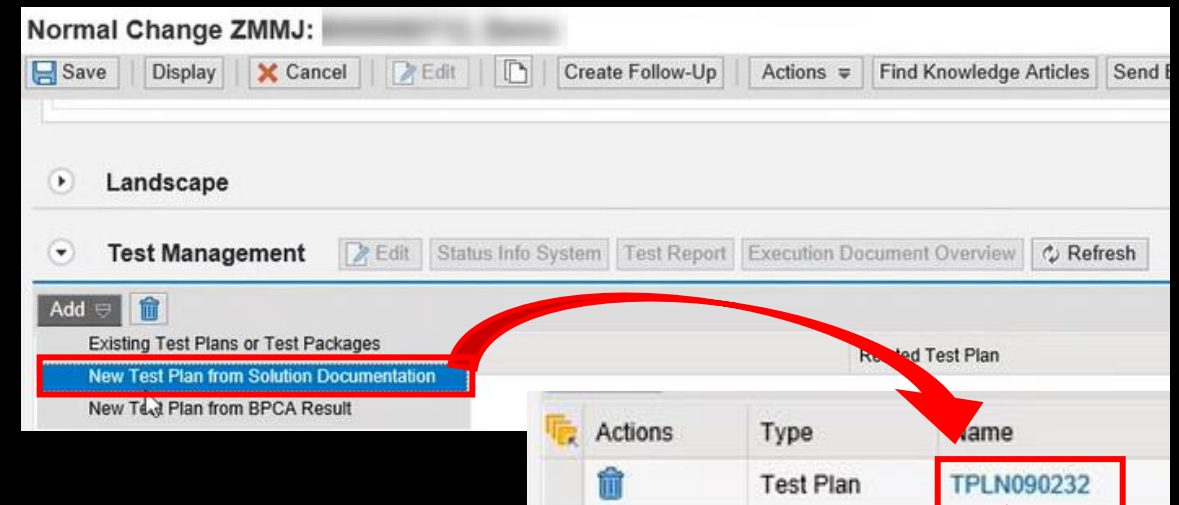 Normal Change ZMMJ:
Save Display Cancel Edit Create Follow-Up Actions Find Knowledge Articles Send
Landscape
Test Management Edit Status Info System Test Report Execution Document Overview Refresh
Add
Existing Test Plans or Test Packages
Test Plan
New Test Plan from Solution Documentation
New Test Plan from BPCA Result
Actions Type Name
Test Plan TPLN090232